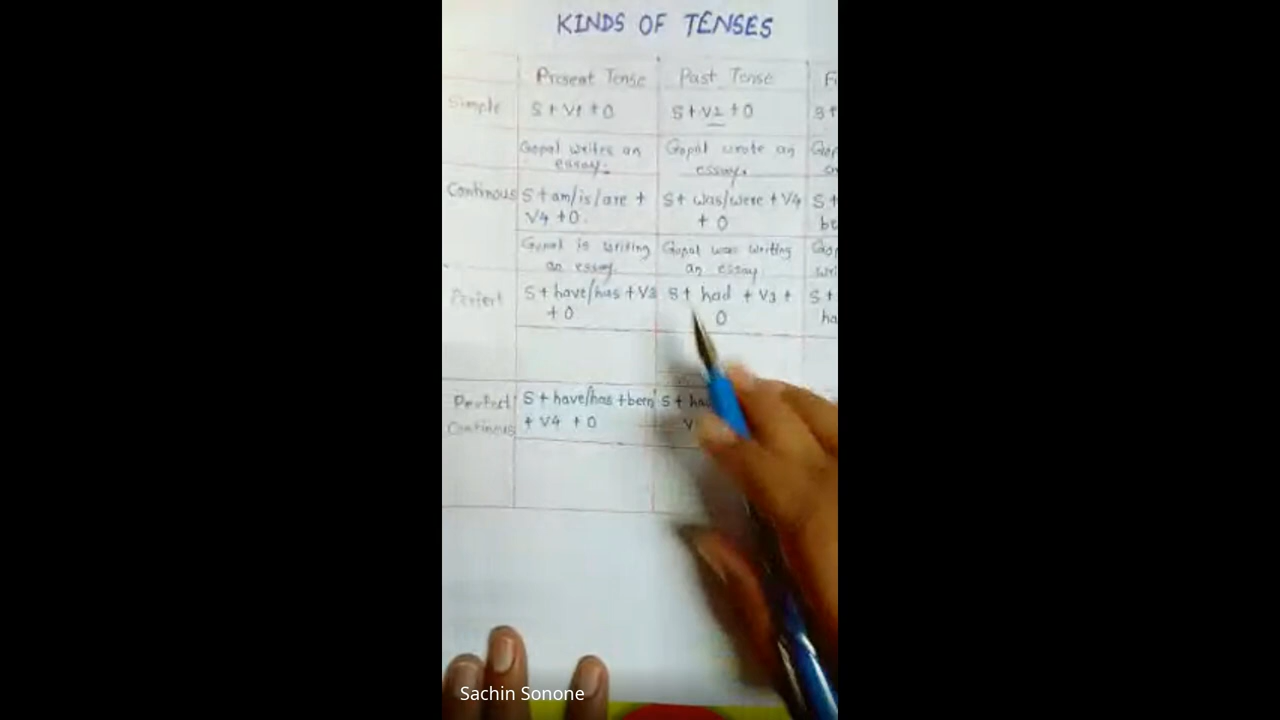 KINDS OF TENSES
Present Tense Past Tense
Simple S + V1 + O S + V2 + O
Gopal writes an
essay.
Gopal wrote an
essay.
Continous S + am/is/are +
V4 + O.
S + was/were + V4
+ O
Gopal is writing
an essay.
Gopal was writing
an essay
Perfect S + have/has + V3
+ O
S + had + V3 +
O
Perfect
Continous
S + have/has + been
+ V4 + O
S +
Sachin Sonone